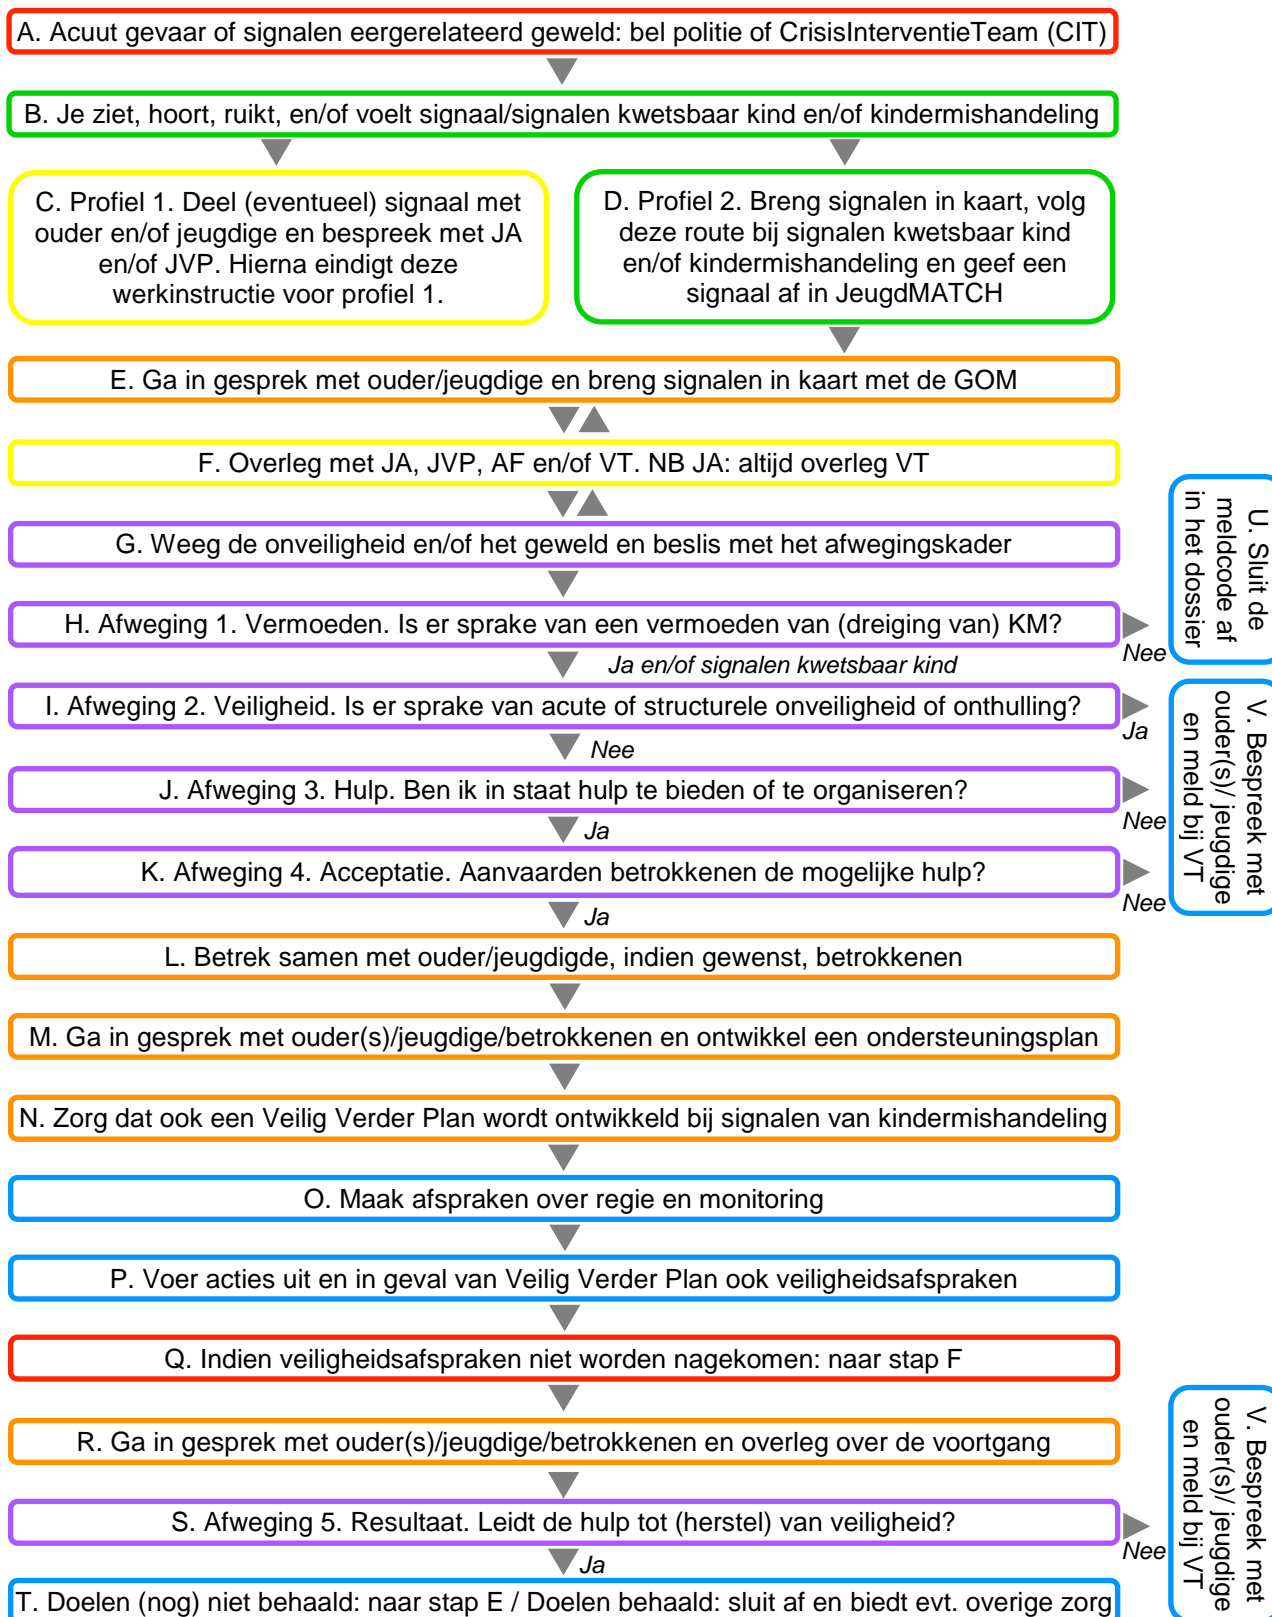 A. Acuut gevaar of signalen eergerelateerd geweld: bel politie of CrisisInterventieTeam (CIT)
B. Je ziet, hoort, ruikt, en/of voelt signaal/signalen kwetsbaar kind en/of kindermishandeling
C. Profiel 1. Deel (eventueel) signaal met
ouder en/of jeugdige en bespreek met JA
en/of JVP. Hierna eindigt deze
werkinstructie voor profiel 1.
D. Profiel 2. Breng signalen in kaart, volg
deze route bij signalen kwetsbaar kind
en/of kindermishandeling en geef een
signaal af in JeugdMATCH
E. Ga in gesprek met ouder/jeugdige en breng signalen in kaart met de GOM
F. Overleg met JA, JVP, AF en/of VT. NB JA: altijd overleg VT
G. Weeg de onveiligheid en/of het geweld en beslis met het afwegingskader
H. Afweging 1. Vermoeden. Is er sprake van een vermoeden van (dreiging van) KM?
Nee
U. Sluit de
meldcode af
in het dossier
Ja en/of signalen kwetsbaar kind
I. Afweging 2. Veiligheid. Is er sprake van acute of structurele onveiligheid of onthulling?
Ja
Nee
J. Afweging 3. Hulp. Ben ik in staat hulp te bieden of te organiseren?
Nee
Ja
K. Afweging 4. Acceptatie. Aanvaarden betrokkenen de mogelijke hulp?
Nee
V. Bespreek met
ouder(s)/ jeugdige
en meld bij VT
Ja
L. Betrek samen met ouder/jeugdigde, indien gewenst, betrokkenen
M. Ga in gesprek met ouder(s)/jeugdige/betrokkenen en ontwikkel een ondersteuningsplan
N. Zorg dat ook een Veilig Verder Plan wordt ontwikkeld bij signalen van kindermishandeling
O. Maak afspraken over regie en monitoring
P. Voer acties uit en in geval van Veilig Verder Plan ook veiligheidsafspraken
Q. Indien veiligheidsafspraken niet worden nagekomen: naar stap F
R. Ga in gesprek met ouder(s)/jeugdige/betrokkenen en overleg over de voortgang
S. Afweging 5. Resultaat. Leidt de hulp tot (herstel) van veiligheid?
Nee
V. Bespreek met
ouder(s)/ jeugdige
en meld bij VT
Ja
T. Doelen (nog) niet behaald: naar stap E / Doelen behaald: sluit af en biedt evt. overige zorg